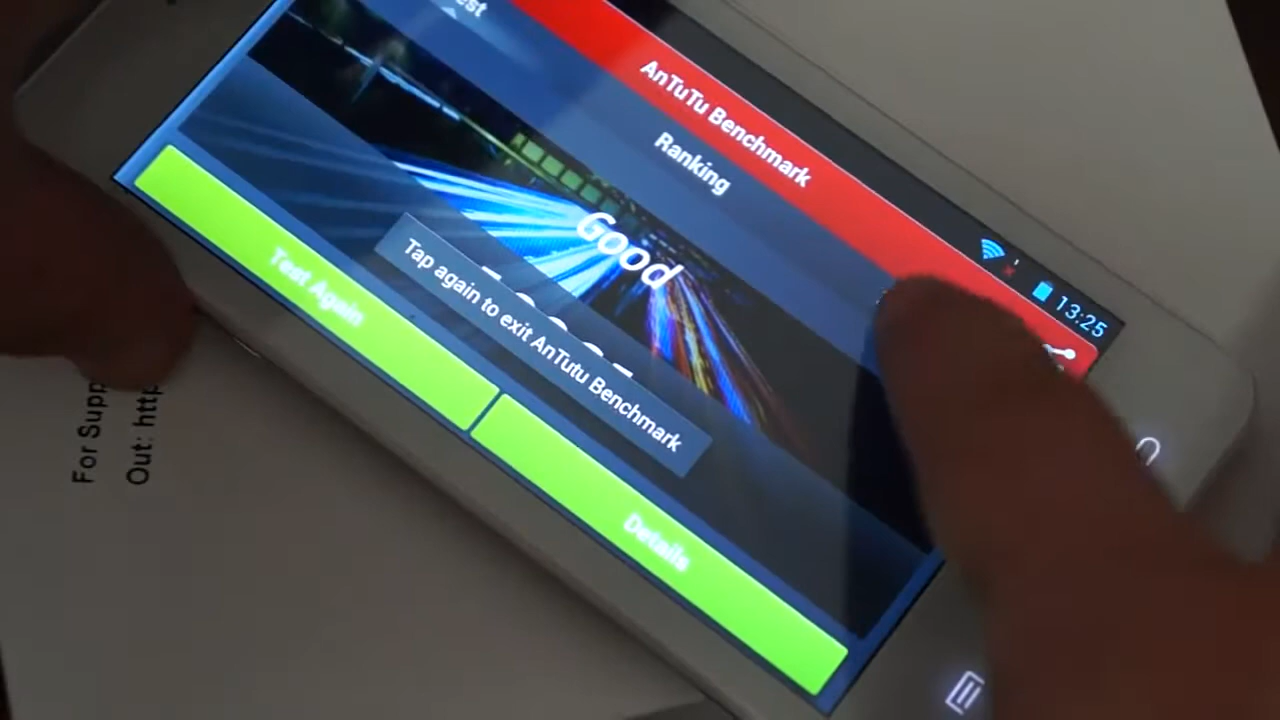 13:25
AnTuTu Benchmark
Ranking
Good
Tap again to exit AnTutu Benchmark
Test Again
Details
For Supp
Out: http